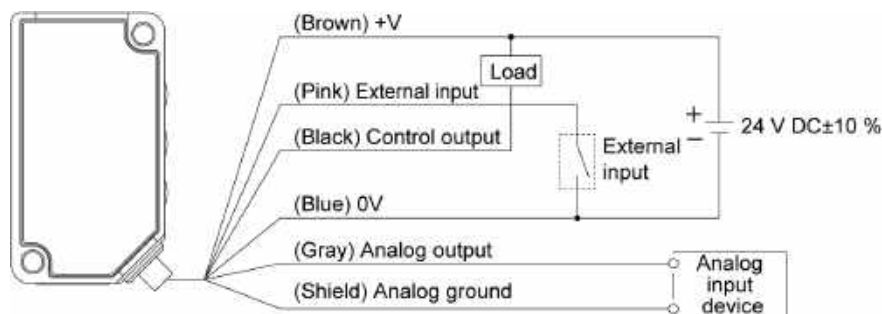 (Brown) +V
Load
(Pink) External input
+
24 V DC±10 %
−
(Black) Control output
External
input
(Blue) 0V
(Gray) Analog output
Analog
input
device
(Shield) Analog ground